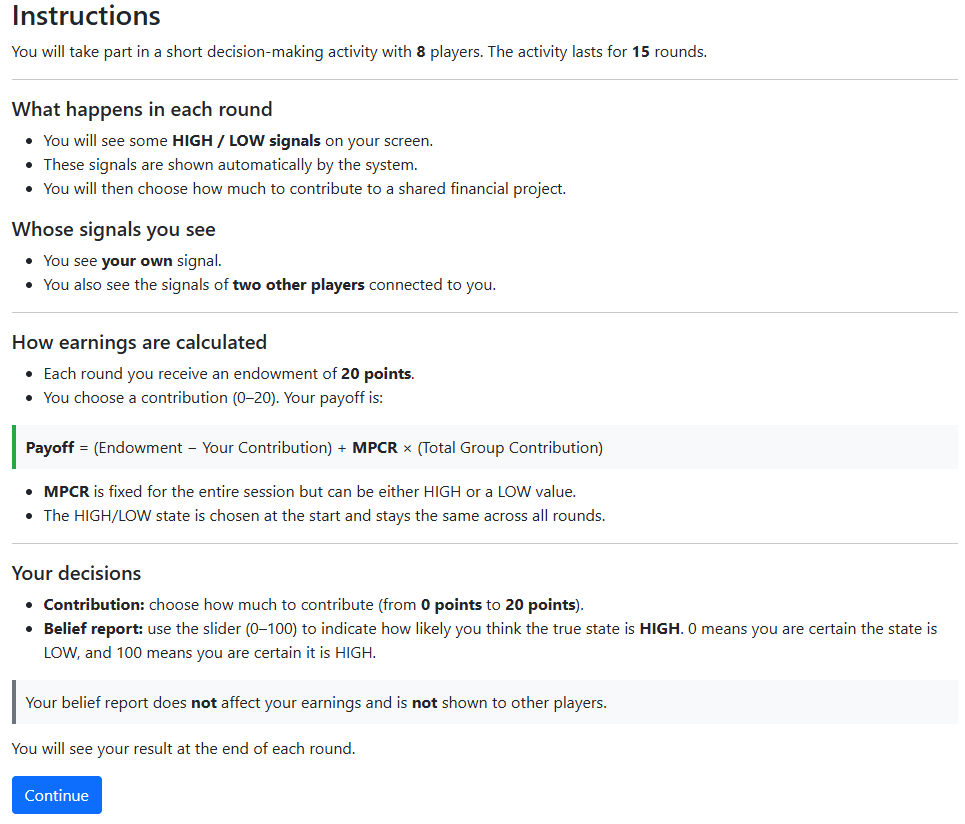 Instructions
You will take part in a short decision-making activity with 8 players. The activity lasts for 15 rounds.
What happens in each round
• You will see some HIGH / LOW signals on your screen.
• These signals are shown automatically by the system.
• You will then choose how much to contribute to a shared financial project.
Whose signals you see
• You see your own signal.
• You also see the signals of two other players connected to you.
How earnings are calculated
• Each round you receive an endowment of 20 points.
• You choose a contribution (0–20). Your payoff is:
Payoff = (Endowment − Your Contribution) + MPCR × (Total Group Contribution)
• MPCR is fixed for the entire session but can be either HIGH or a LOW value.
• The HIGH/LOW state is chosen at the start and stays the same across all rounds.
Your decisions
• Contribution: choose how much to contribute (from 0 points to 20 points).
• Belief report: use the slider (0–100) to indicate how likely you think the true state is HIGH. 0 means you are certain the state is
LOW, and 100 means you are certain it is HIGH.
Your belief report does not affect your earnings and is not shown to other players.
You will see your result at the end of each round.
Continue